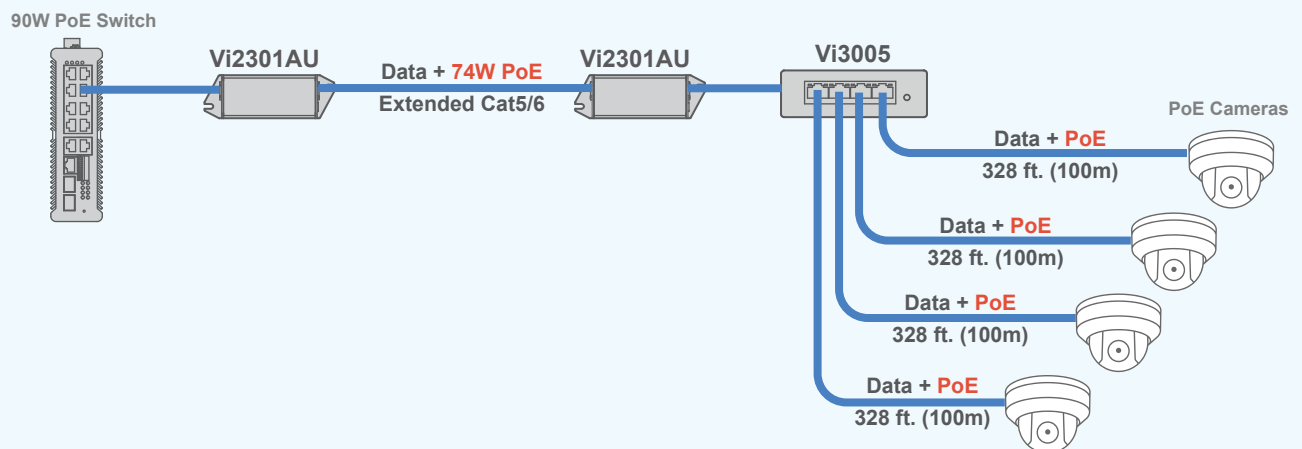 90W PoE Switch
Vi2301AU
Data + 74W PoE
Extended Cat5/6
Vi2301AU
Vi3005
PoE Cameras
Data + PoE
328 ft. (100m)
Data + PoE
328 ft. (100m)
Data + PoE
328 ft. (100m)
Data + PoE
328 ft. (100m)